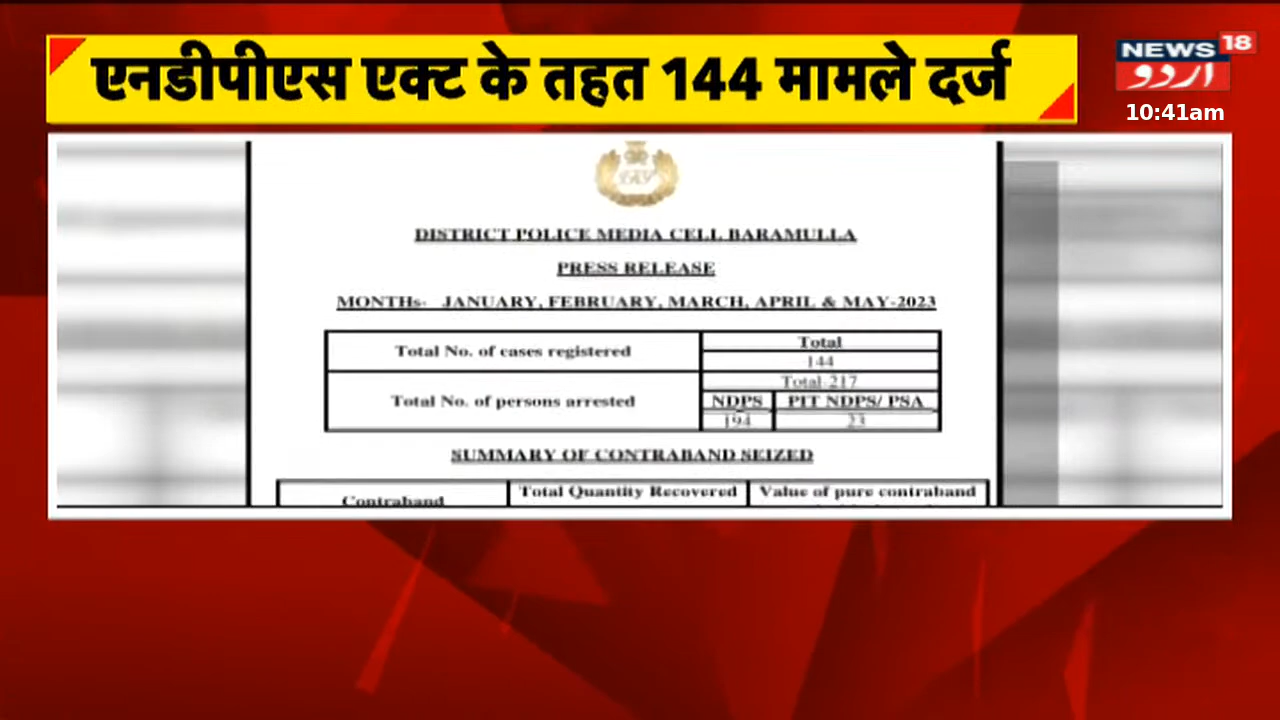 एनडीपीएस एक्ट के तहत 144 मामले दर्ज
NEWS 18
اردو
10:41am
DISTRICT POLICE MEDIA CELL BARAMULLA
PRESS RELEASE
MONTHs- JANUARY, FEBRUARY, MARCH, APRIL & MAY-2023
Total No. of cases registered
Total
144
Total No. of persons arrested
Total-217
NDPS PIT NDPS/ PSA
194 23
SUMMARY OF CONTRABAND SEIZED
Contraband Total Quantity Recovered Value of pure contraband